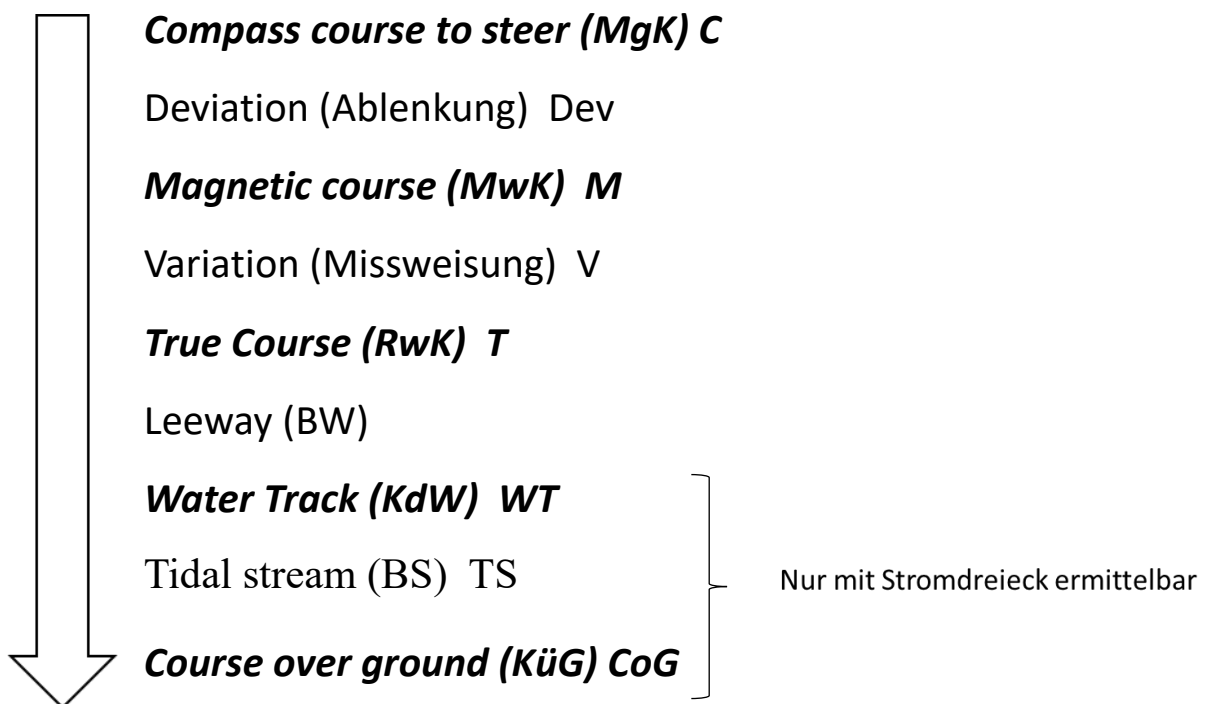 Compass course to steer (MgK) C
Deviation (Ablenkung) Dev
Magnetic course (MwK) M
Variation (Missweisung) V
True Course (RwK) T
Leeway (BW)
Water Track (KdW) WT
Tidal stream (BS) TS
Nur mit Stromdreieck ermittelbar
Course over ground (KüG) CoG